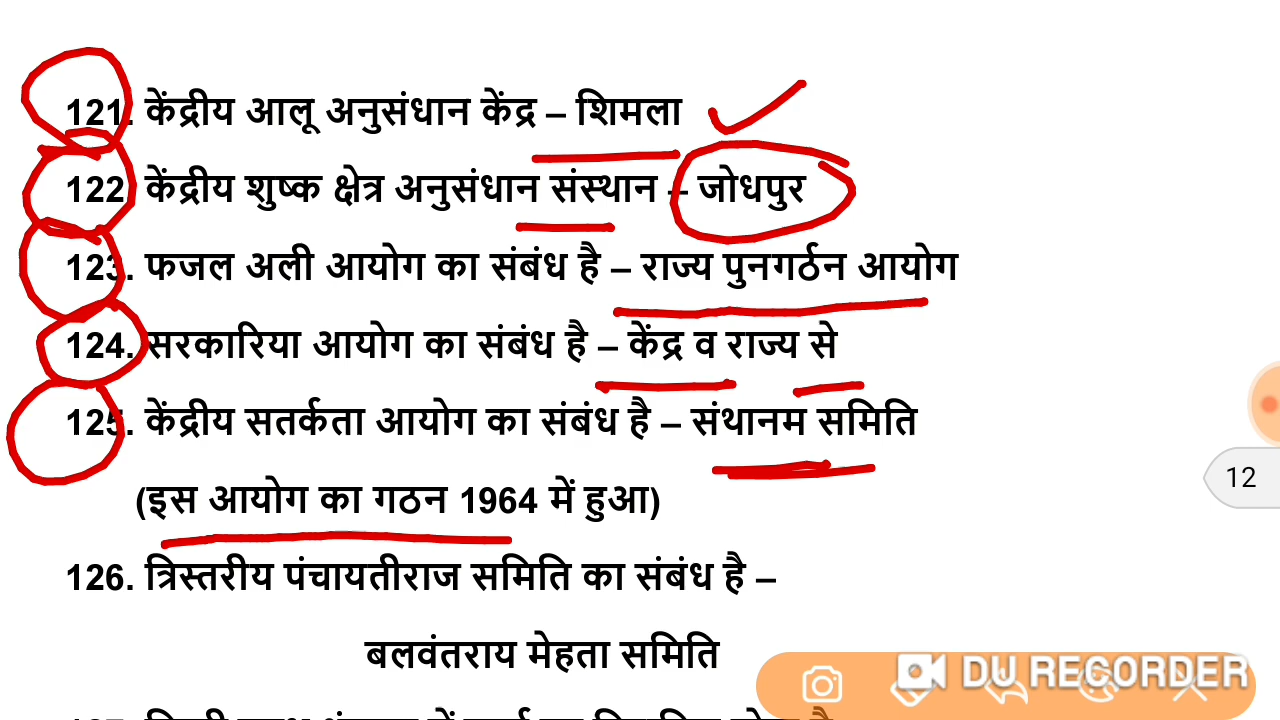 121. केंद्रीय आलू अनुसंधान केंद्र – शिमला
122. केंद्रीय शुष्क क्षेत्र अनुसंधान संस्थान – जोधपुर
123. फजल अली आयोग का संबंध है – राज्य पुनगर्ठन आयोग
124. सरकारिया आयोग का संबंध है – केंद्र व राज्य से
125. केंद्रीय सतर्कता आयोग का संबंध है – संथानम समिति
(इस आयोग का गठन 1964 में हुआ)
12
126. त्रिस्तरीय पंचायतीराज समिति का संबंध है –
बलवंतराय मेहता समिति
DU RECORDER